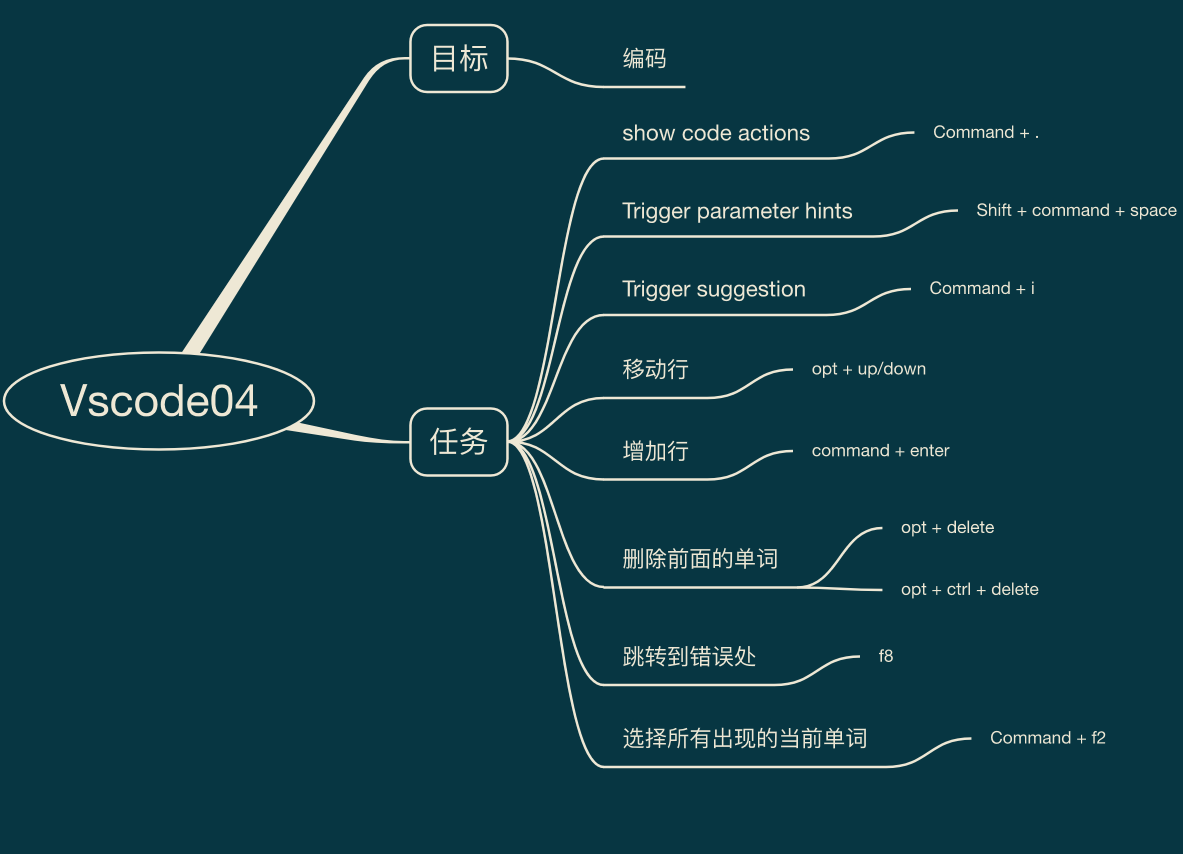 目标
编码
show code actions
Command + .
Trigger parameter hints
Shift + command + space
Trigger suggestion
Command + i
移动行
opt + up/down
Vscode04
任务
增加行
command + enter
删除前面的单词
opt + delete
opt + ctrl + delete
跳转到错误处
f8
选择所有出现的当前单词
Command + f2